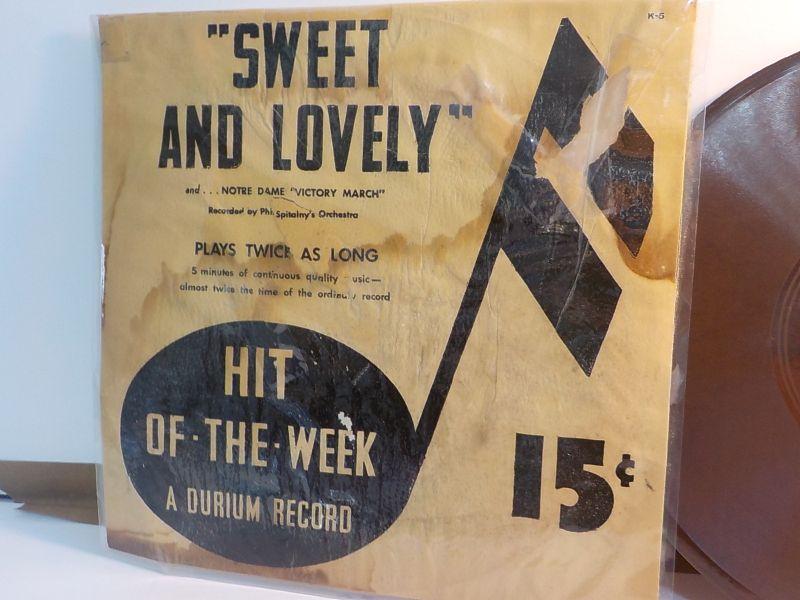 K-5
"SWEET
AND LOVELY"
and . . . NOTRE DAME "VICTORY MARCH"
Recorded by Phil Spitalny's Orchestra
PLAYS TWICE AS LONG
5 minutes of continuous quality music—
almost twice the time of the ordinary record
HIT
OF·THE·WEEK
A DURIUM RECORD
15¢